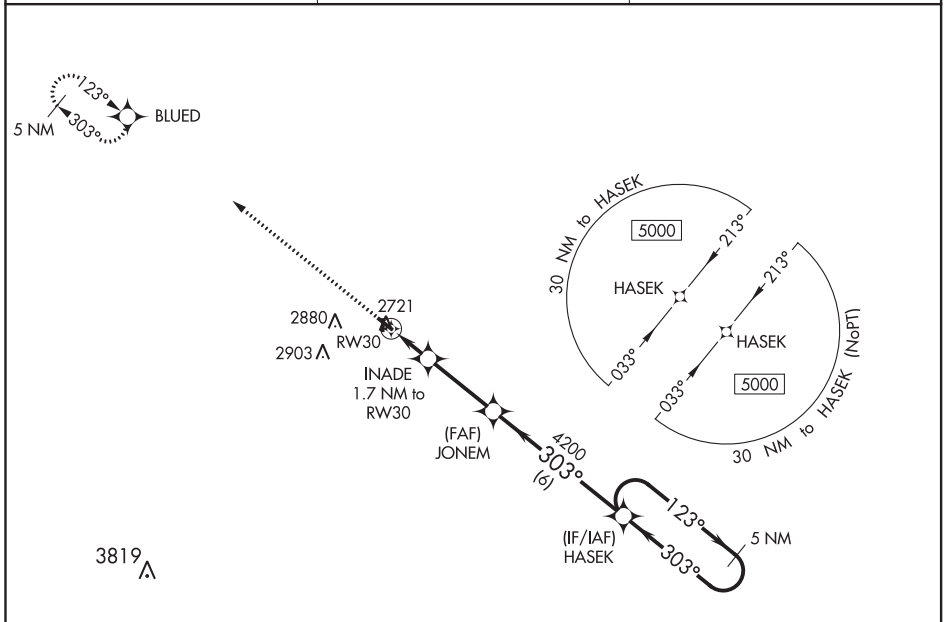 123°
303°
5 NM
BLUED
30 NM to HASEK
5000
213°
HASEK
033°
213°
HASEK
033°
5000
30 NM to HASEK (NoPT)
2721
2880
RW30
2903
INADE
1.7 NM to
RW30
(FAF)
JONEM
4200
303°
(6)
(IF/IAF)
HASEK
123°
303°
5 NM
3819